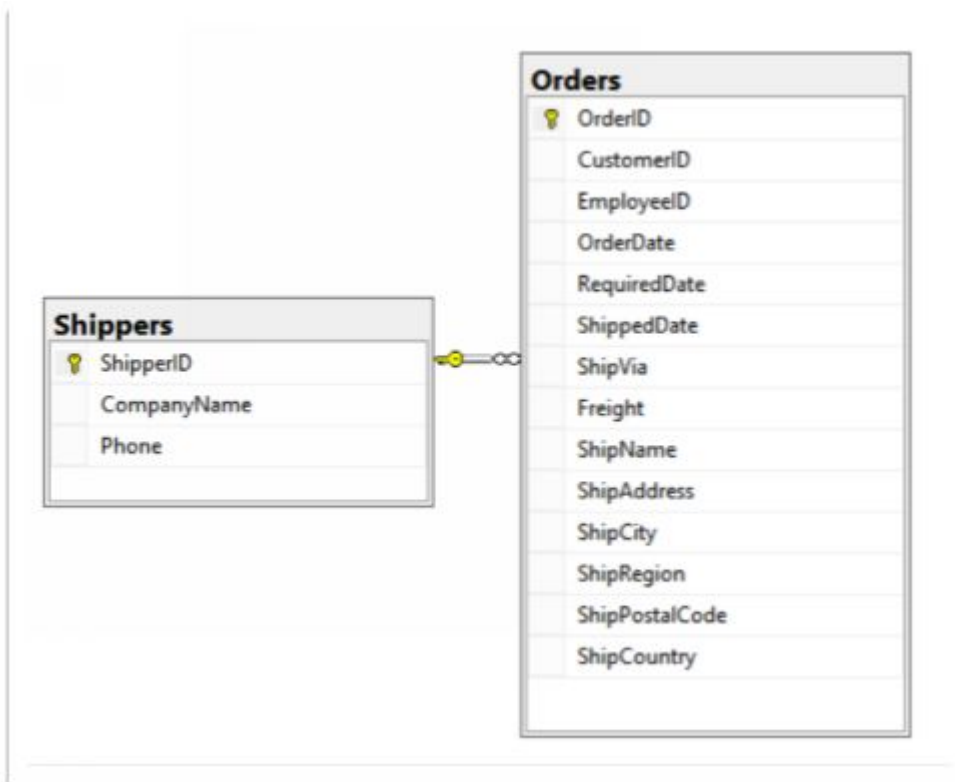 Shippers
ShipperID
CompanyName
Phone
Orders
OrderID
CustomerID
EmployeeID
OrderDate
RequiredDate
ShippedDate
ShipVia
Freight
ShipName
ShipAddress
ShipCity
ShipRegion
ShipPostalCode
ShipCountry